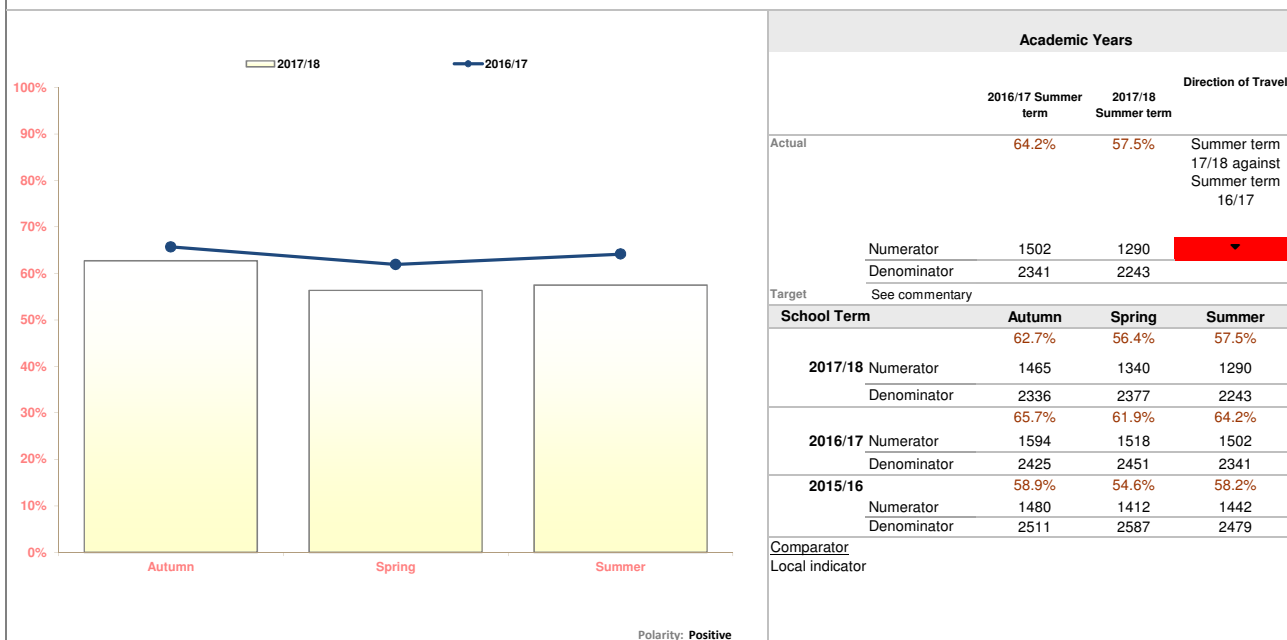 2017/18 2016/17
100%
90%
80%
70%
60%
50%
40%
30%
20%
10%
0%
Autumn Spring Summer
Polarity: Positive
Academic Years
2016/17 Summer term 2017/18 Summer term Direction of Travel
Actual 64.2% 57.5% Summer term
17/18 against
Summer term
16/17
Numerator 1502 1290
Denominator 2341 2243
Target See commentary
School Term Autumn Spring Summer
62.7% 56.4% 57.5%
2017/18 Numerator 1465 1340 1290
Denominator 2336 2377 2243
65.7% 61.9% 64.2%
2016/17 Numerator 1594 1518 1502
Denominator 2425 2451 2341
2015/16 58.9% 54.6% 58.2%
Numerator 1480 1412 1442
Denominator 2511 2587 2479
Comparator
Local indicator